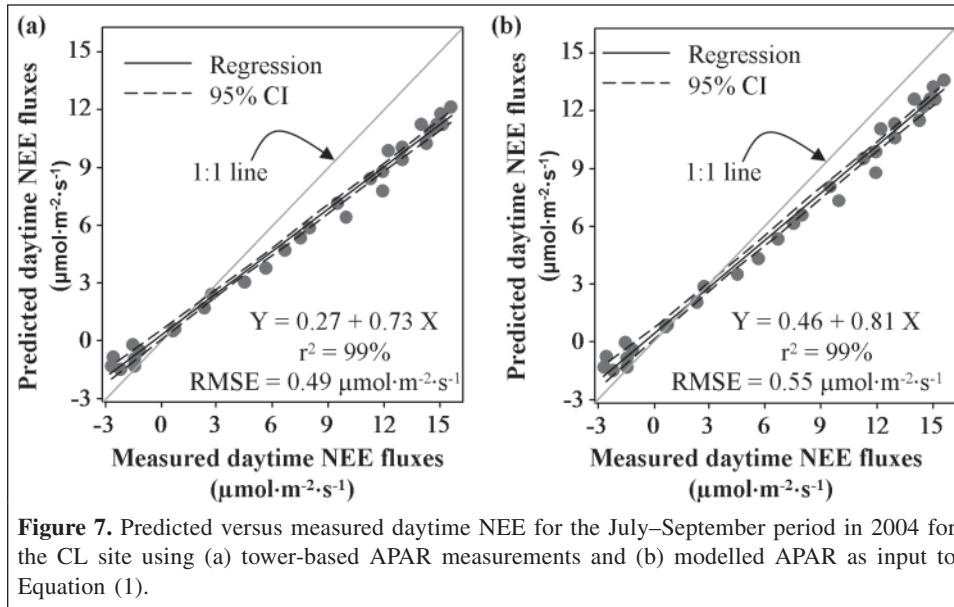 (a)
15
12
9
6
3
0
-3
Predicted daytime NEE fluxes
(μmol·m⁻²·s⁻¹)
Regression
95% CI
1:1 line
Y = 0.27 + 0.73 X
r² = 99%
RMSE = 0.49 μmol·m⁻²·s⁻¹
-3 0 3 6 9 12 15
Measured daytime NEE fluxes
(μmol·m⁻²·s⁻¹)
(b)
15
12
9
6
3
0
-3
Predicted daytime NEE fluxes
(μmol·m⁻²·s⁻¹)
Regression
95% CI
1:1 line
Y = 0.46 + 0.81 X
r² = 99%
RMSE = 0.55 μmol·m⁻²·s⁻¹
-3 0 3 6 9 12 15
Measured daytime NEE fluxes
(μmol·m⁻²·s⁻¹)
Figure 7. Predicted versus measured daytime NEE for the July–September period in 2004 for
the CL site using (a) tower-based APAR measurements and (b) modelled APAR as input to
Equation (1).